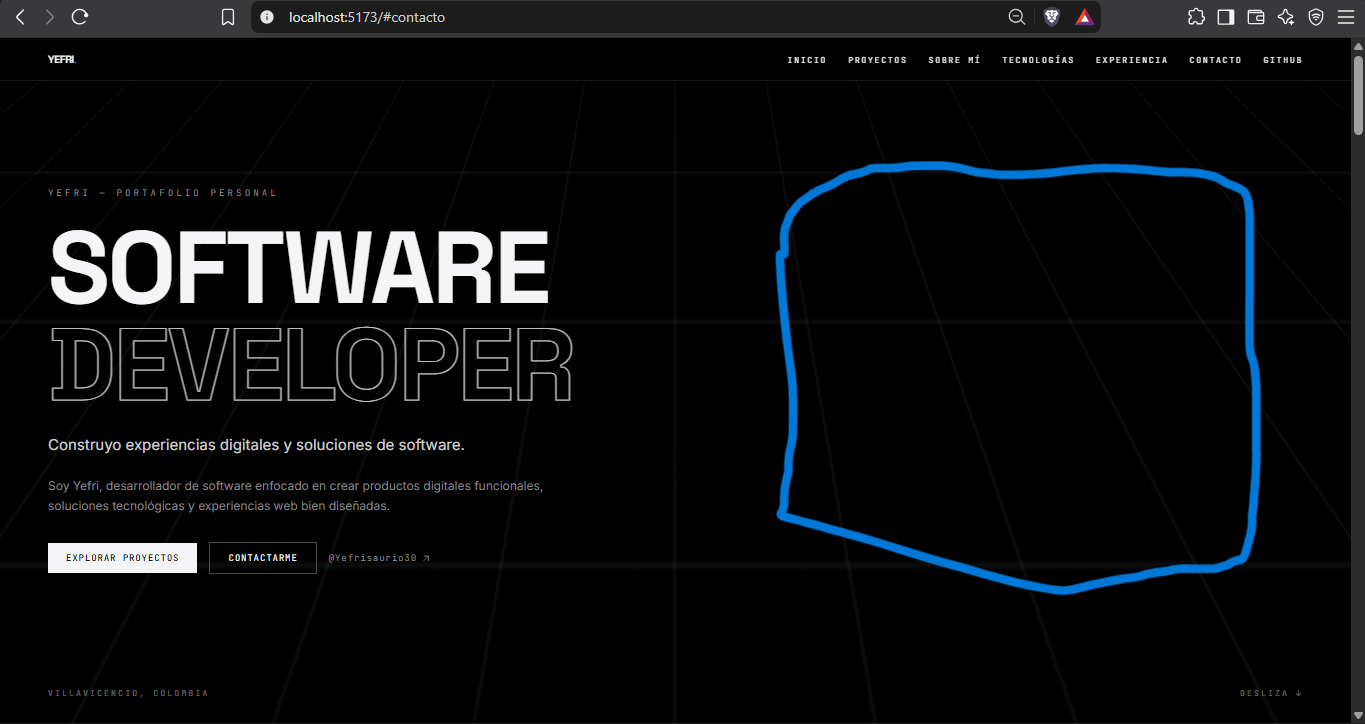 localhost:5173/#contacto
YEFRI.
INICIO PROYECTOS SOBRE MÍ TECNOLOGÍAS EXPERIENCIA CONTACTO GITHUB
YEFRI — PORTAFOLIO PERSONAL
SOFTWARE
DEVELOPER
Construyo experiencias digitales y soluciones de software.
Soy Yefri, desarrollador de software enfocado en crear productos digitales funcionales,
soluciones tecnológicas y experiencias web bien diseñadas.
EXPLORAR PROYECTOS CONTACTARME @Yefrisaurio30 ↗
VILLAVICENCIO, COLOMBIA DESLIZA ↓